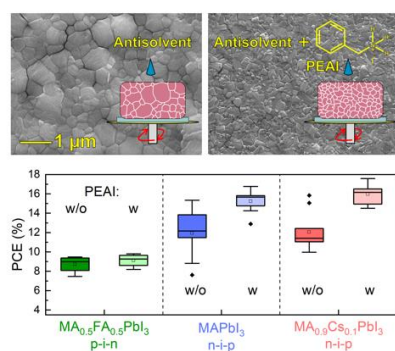 Antisolvent
1 μm
Antisolvent +
PEAI
PCE (%)
18
16
14
12
10
8
6
4
PEAI:
w/o w
w/o w
w/o w
MA0.5FA0.5PbI3
p-i-n
MAPbI3
n-i-p
MA0.9Cs0.1PbI3
n-i-p